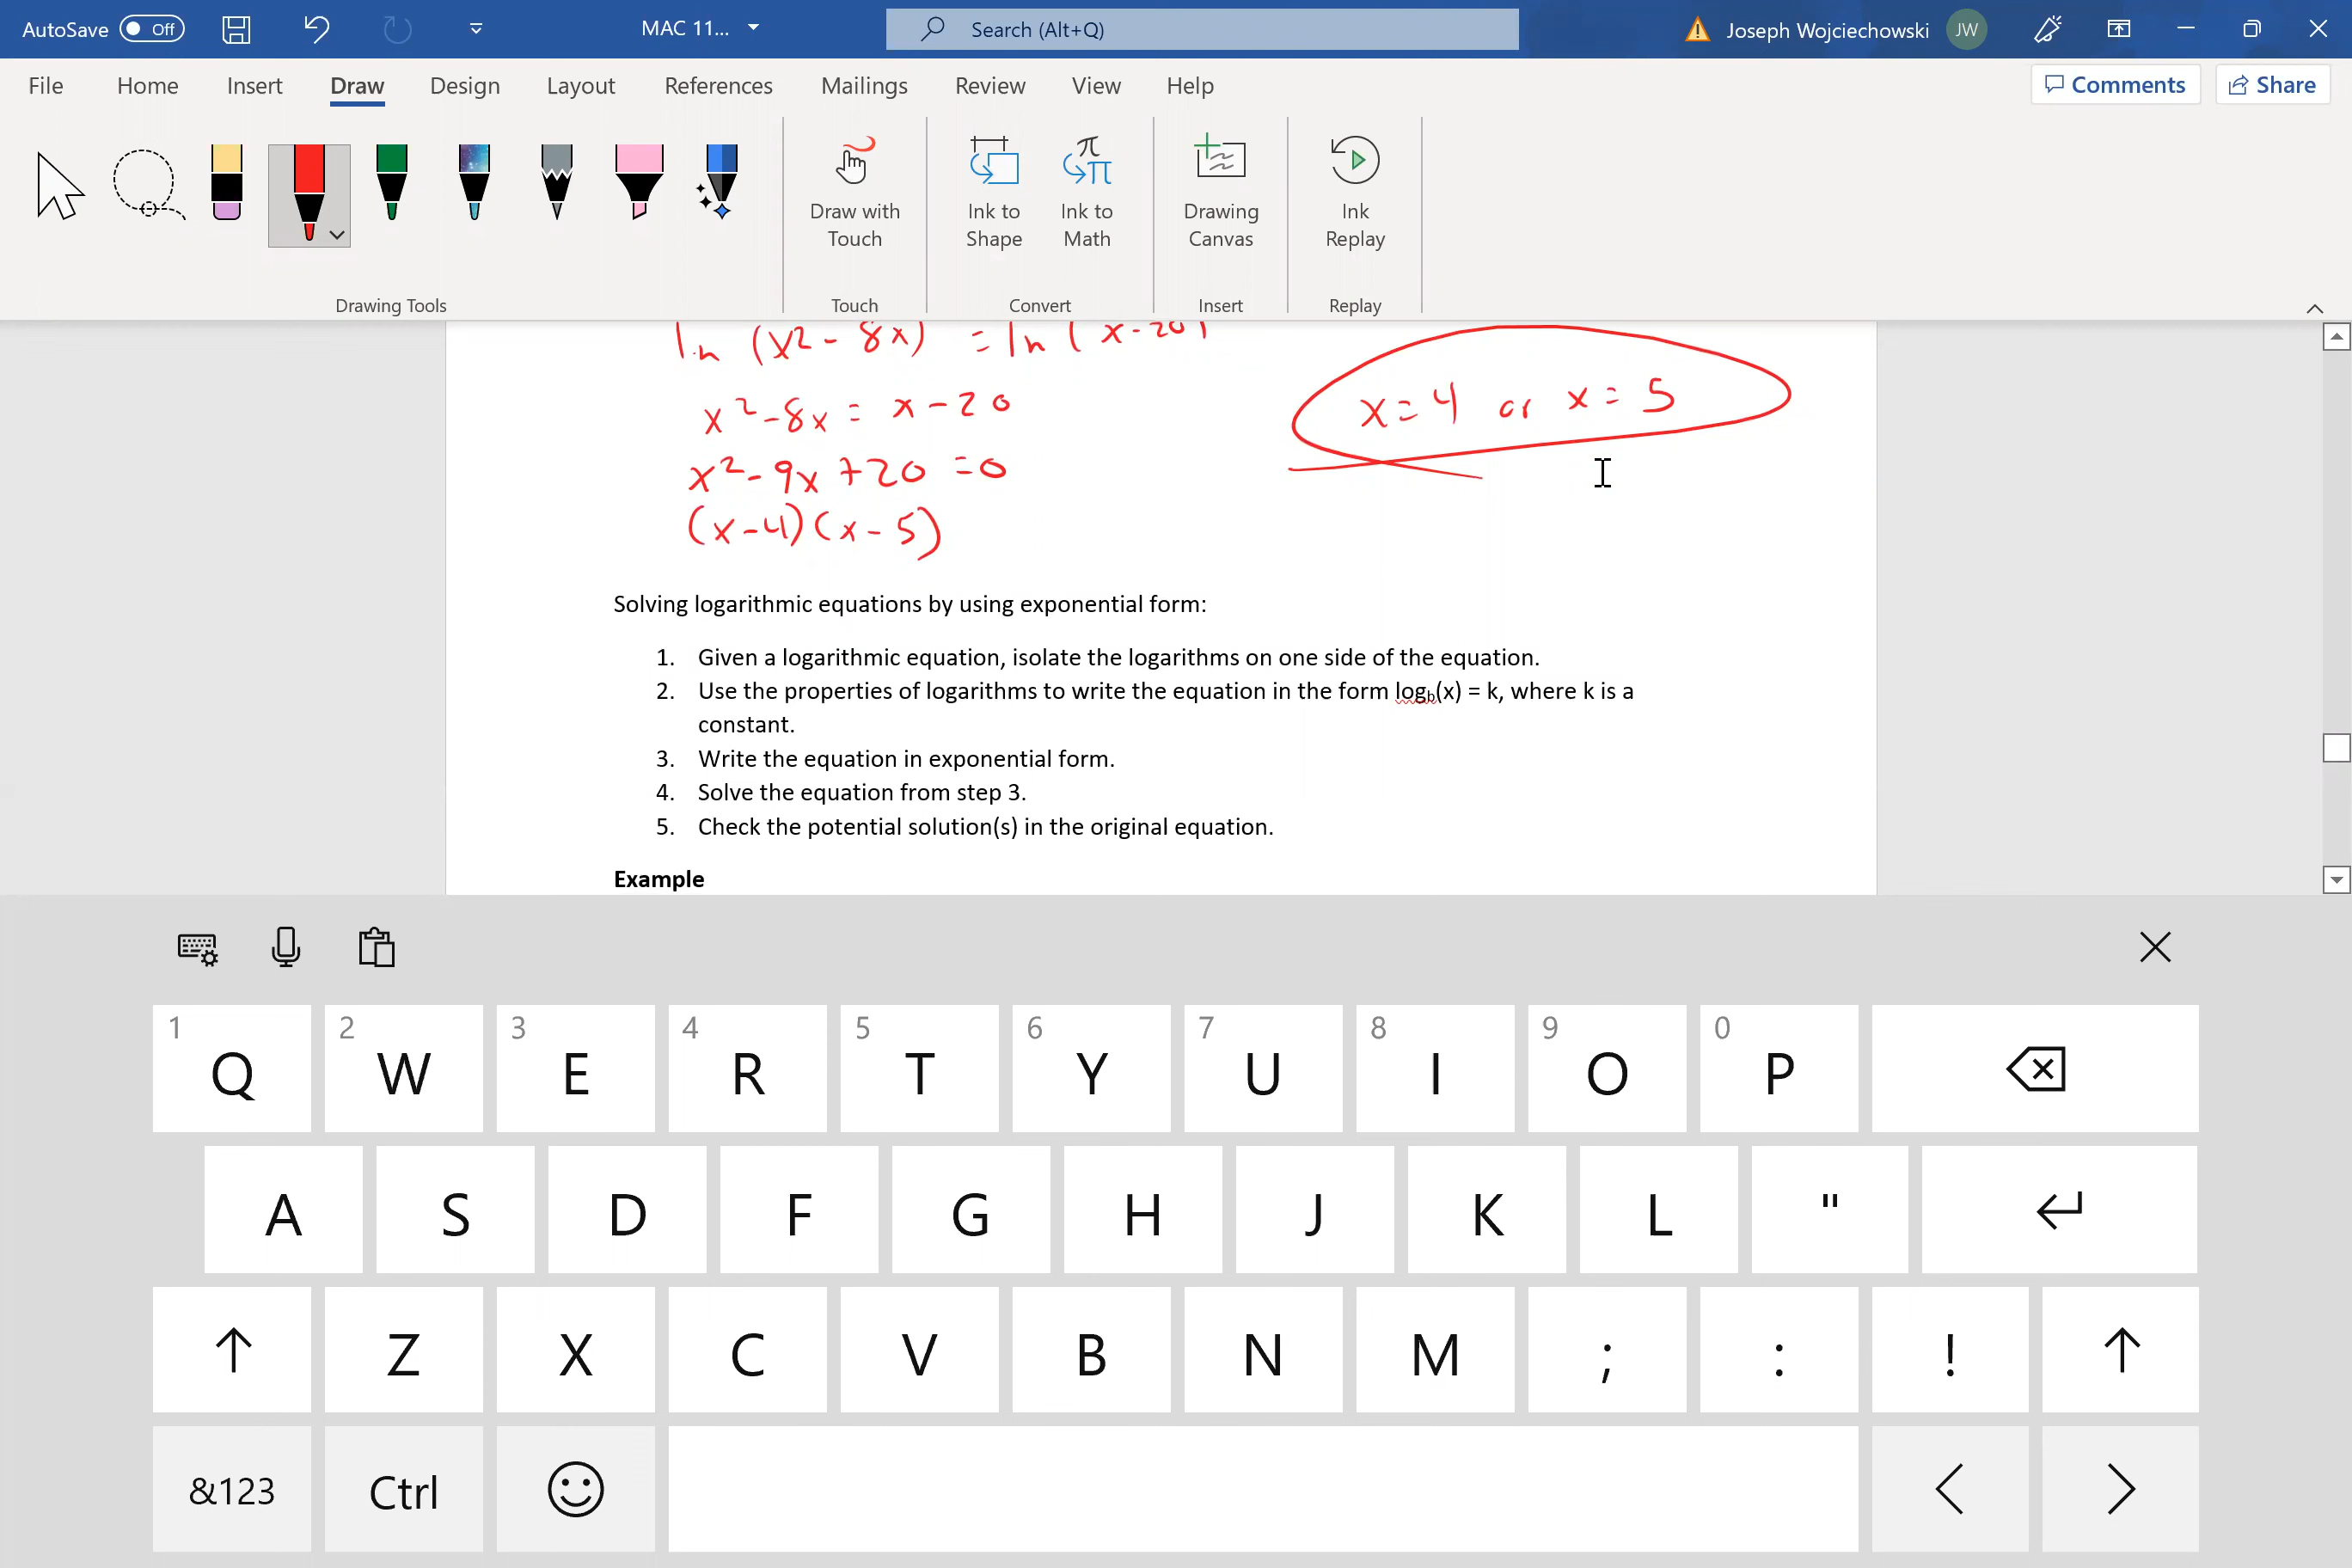 AutoSave Off MAC 11... Search (Alt+Q) Joseph Wojciechowski JW
File Home Insert Draw Design Layout References Mailings Review View Help Comments Share
Draw with Touch
Ink to Shape
Ink to Math
Drawing Canvas
Ink Replay
Drawing Tools Touch Convert Insert Replay
ln (x² - 8x) = ln (x - 20)
x² - 8x = x - 20
x² - 9x + 20 = 0
(x - 4)(x - 5)
x = 4 or x = 5
Solving logarithmic equations by using exponential form:
1. Given a logarithmic equation, isolate the logarithms on one side of the equation.
2. Use the properties of logarithms to write the equation in the form log_b(x) = k, where k is a
constant.
3. Write the equation in exponential form.
4. Solve the equation from step 3.
5. Check the potential solution(s) in the original equation.
Example
1 Q 2 W 3 E 4 R 5 T 6 Y 7 U 8 I 9 O 0 P
A S D F G H J K L "
Z X C V B N M ; : !
&123 Ctrl